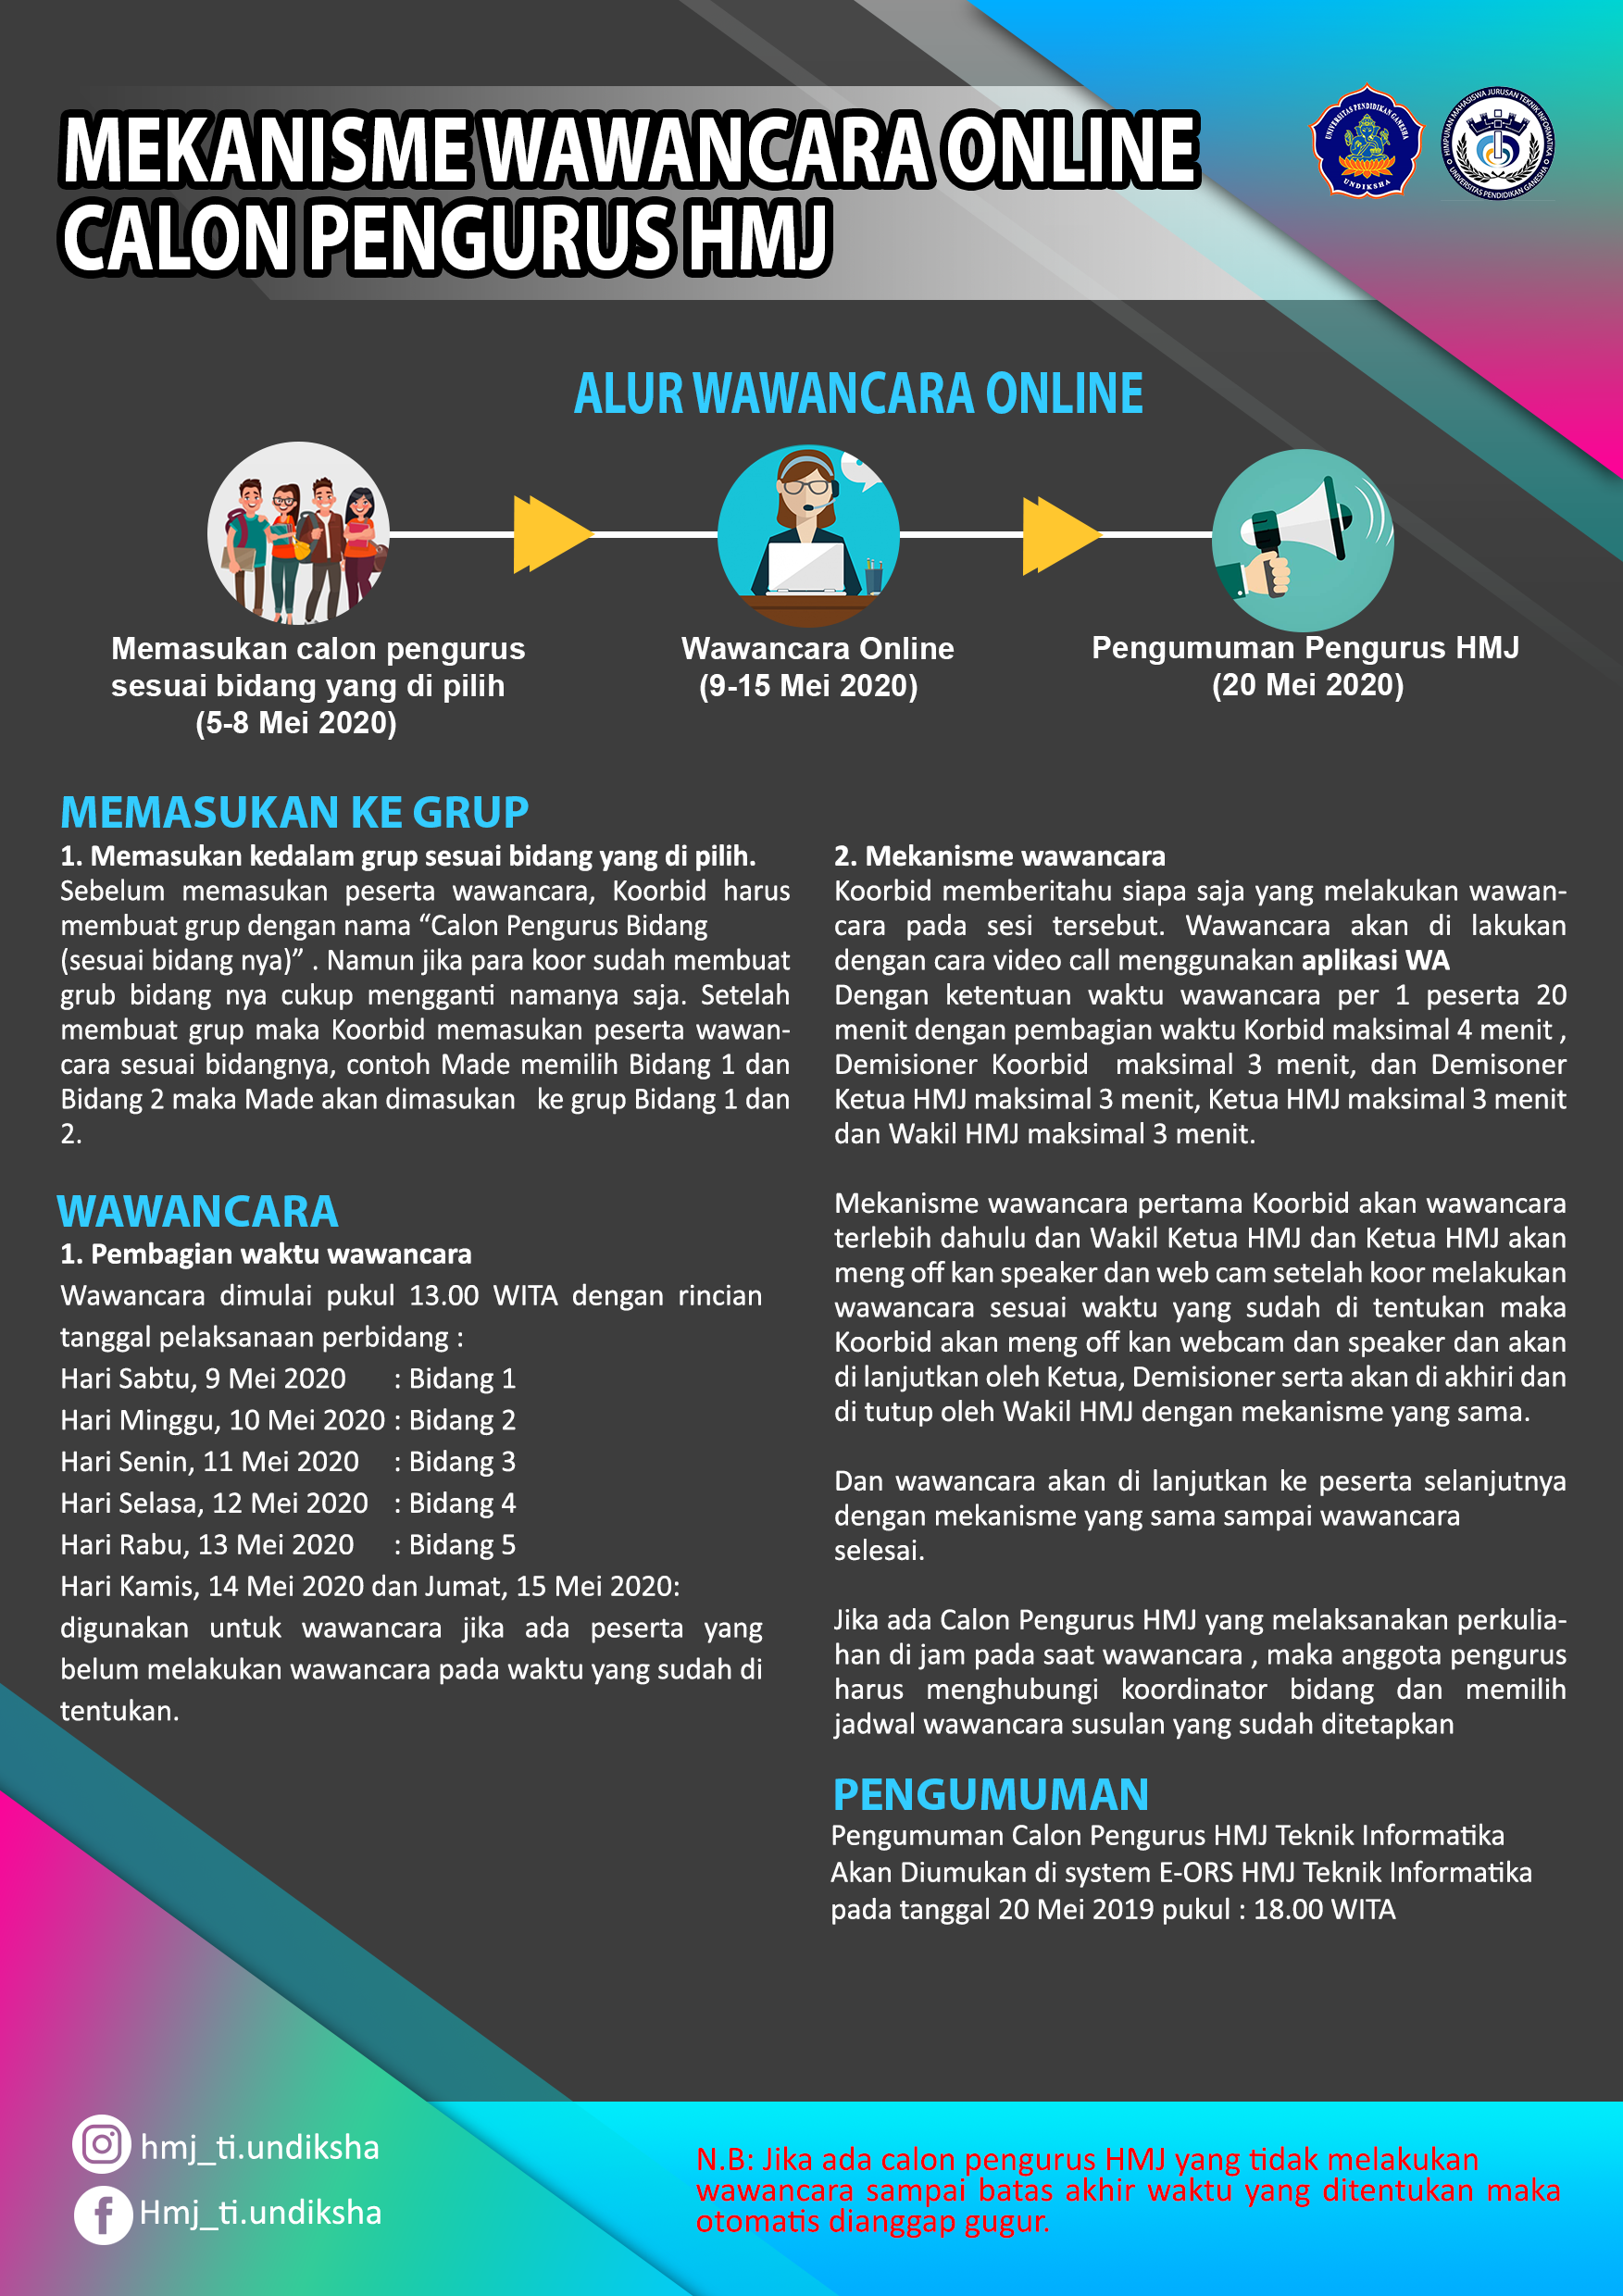 MEKANISME WAWANCARA ONLINE
CALON PENGURUS HMJ
UNIVERSITAS PENDIDIKAN GANESHA
UNDIKSHA
HIMPUNAN MAHASISWA JURUSAN TEKNIK INFORMATIKA
UNIVERSITAS PENDIDIKAN GANESHA
ALUR WAWANCARA ONLINE
Memasukan calon pengurus
sesuai bidang yang di pilih
(5-8 Mei 2020)
Wawancara Online
(9-15 Mei 2020)
Pengumuman Pengurus HMJ
(20 Mei 2020)
MEMASUKAN KE GRUP
1. Memasukan kedalam grup sesuai bidang yang di pilih.
Sebelum memasukan peserta wawancara, Koorbid harus
membuat grup dengan nama “Calon Pengurus Bidang
(sesuai bidang nya)” . Namun jika para koor sudah membuat
grub bidang nya cukup mengganti namanya saja. Setelah
membuat grup maka Koorbid memasukan peserta wawan-
cara sesuai bidangnya, contoh Made memilih Bidang 1 dan
Bidang 2 maka Made akan dimasukan ke grup Bidang 1 dan
2.
WAWANCARA
1. Pembagian waktu wawancara
Wawancara dimulai pukul 13.00 WITA dengan rincian
tanggal pelaksanaan perbidang :
Hari Sabtu, 9 Mei 2020 : Bidang 1
Hari Minggu, 10 Mei 2020 : Bidang 2
Hari Senin, 11 Mei 2020 : Bidang 3
Hari Selasa, 12 Mei 2020 : Bidang 4
Hari Rabu, 13 Mei 2020 : Bidang 5
Hari Kamis, 14 Mei 2020 dan Jumat, 15 Mei 2020:
digunakan untuk wawancara jika ada peserta yang
belum melakukan wawancara pada waktu yang sudah di
tentukan.
2. Mekanisme wawancara
Koorbid memberitahu siapa saja yang melakukan wawan-
cara pada sesi tersebut. Wawancara akan di lakukan
dengan cara video call menggunakan aplikasi WA
Dengan ketentuan waktu wawancara per 1 peserta 20
menit dengan pembagian waktu Korbid maksimal 4 menit ,
Demisioner Koorbid maksimal 3 menit, dan Demisoner
Ketua HMJ maksimal 3 menit, Ketua HMJ maksimal 3 menit
dan Wakil HMJ maksimal 3 menit.
Mekanisme wawancara pertama Koorbid akan wawancara
terlebih dahulu dan Wakil Ketua HMJ dan Ketua HMJ akan
meng off kan speaker dan web cam setelah koor melakukan
wawancara sesuai waktu yang sudah di tentukan maka
Koorbid akan meng off kan webcam dan speaker dan akan
di lanjutkan oleh Ketua, Demisioner serta akan di akhiri dan
di tutup oleh Wakil HMJ dengan mekanisme yang sama.
Dan wawancara akan di lanjutkan ke peserta selanjutnya
dengan mekanisme yang sama sampai wawancara
selesai.
Jika ada Calon Pengurus HMJ yang melaksanakan perkulia-
han di jam pada saat wawancara , maka anggota pengurus
harus menghubungi koordinator bidang dan memilih
jadwal wawancara susulan yang sudah ditetapkan
PENGUMUMAN
Pengumuman Calon Pengurus HMJ Teknik Informatika
Akan Diumukan di system E-ORS HMJ Teknik Informatika
pada tanggal 20 Mei 2019 pukul : 18.00 WITA
hmj_ti.undiksha
Hmj_ti.undiksha
N.B: Jika ada calon pengurus HMJ yang tidak melakukan
wawancara sampai batas akhir waktu yang ditentukan maka
otomatis dianggap gugur.